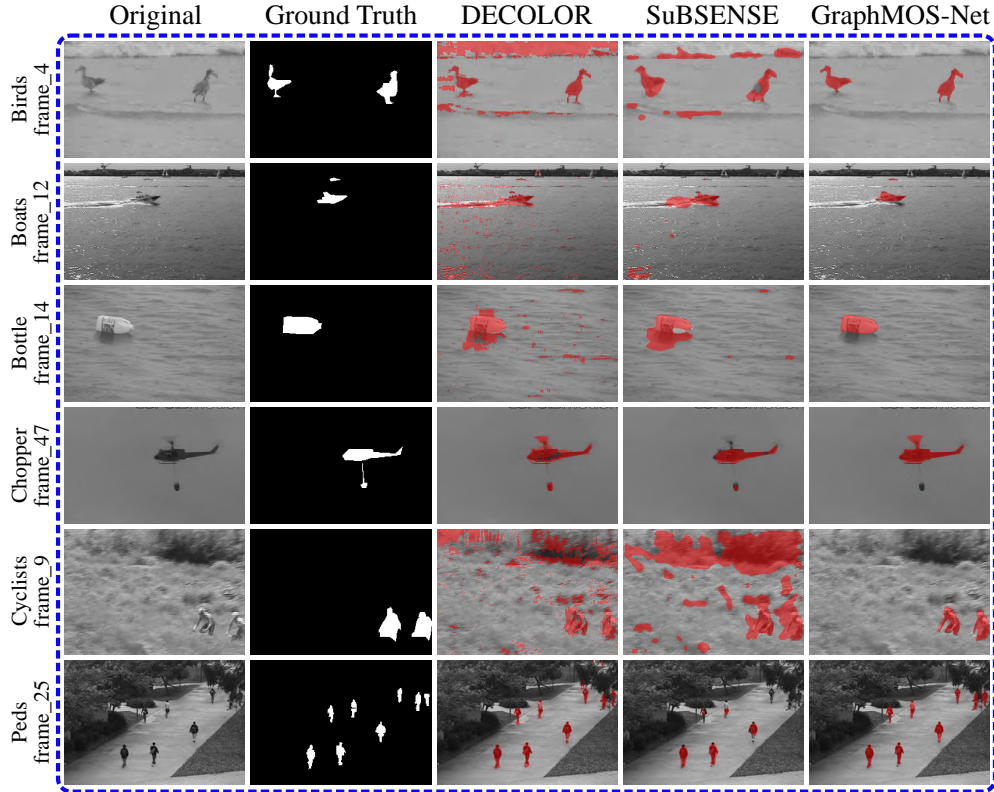 Original Ground Truth DECOLOR SuBSENSE GraphMOS-Net
Birds
frame_4
Boats
frame_12
Bottle
frame_14
Chopper
frame_47
Cyclists
frame_9
Peds
frame_25